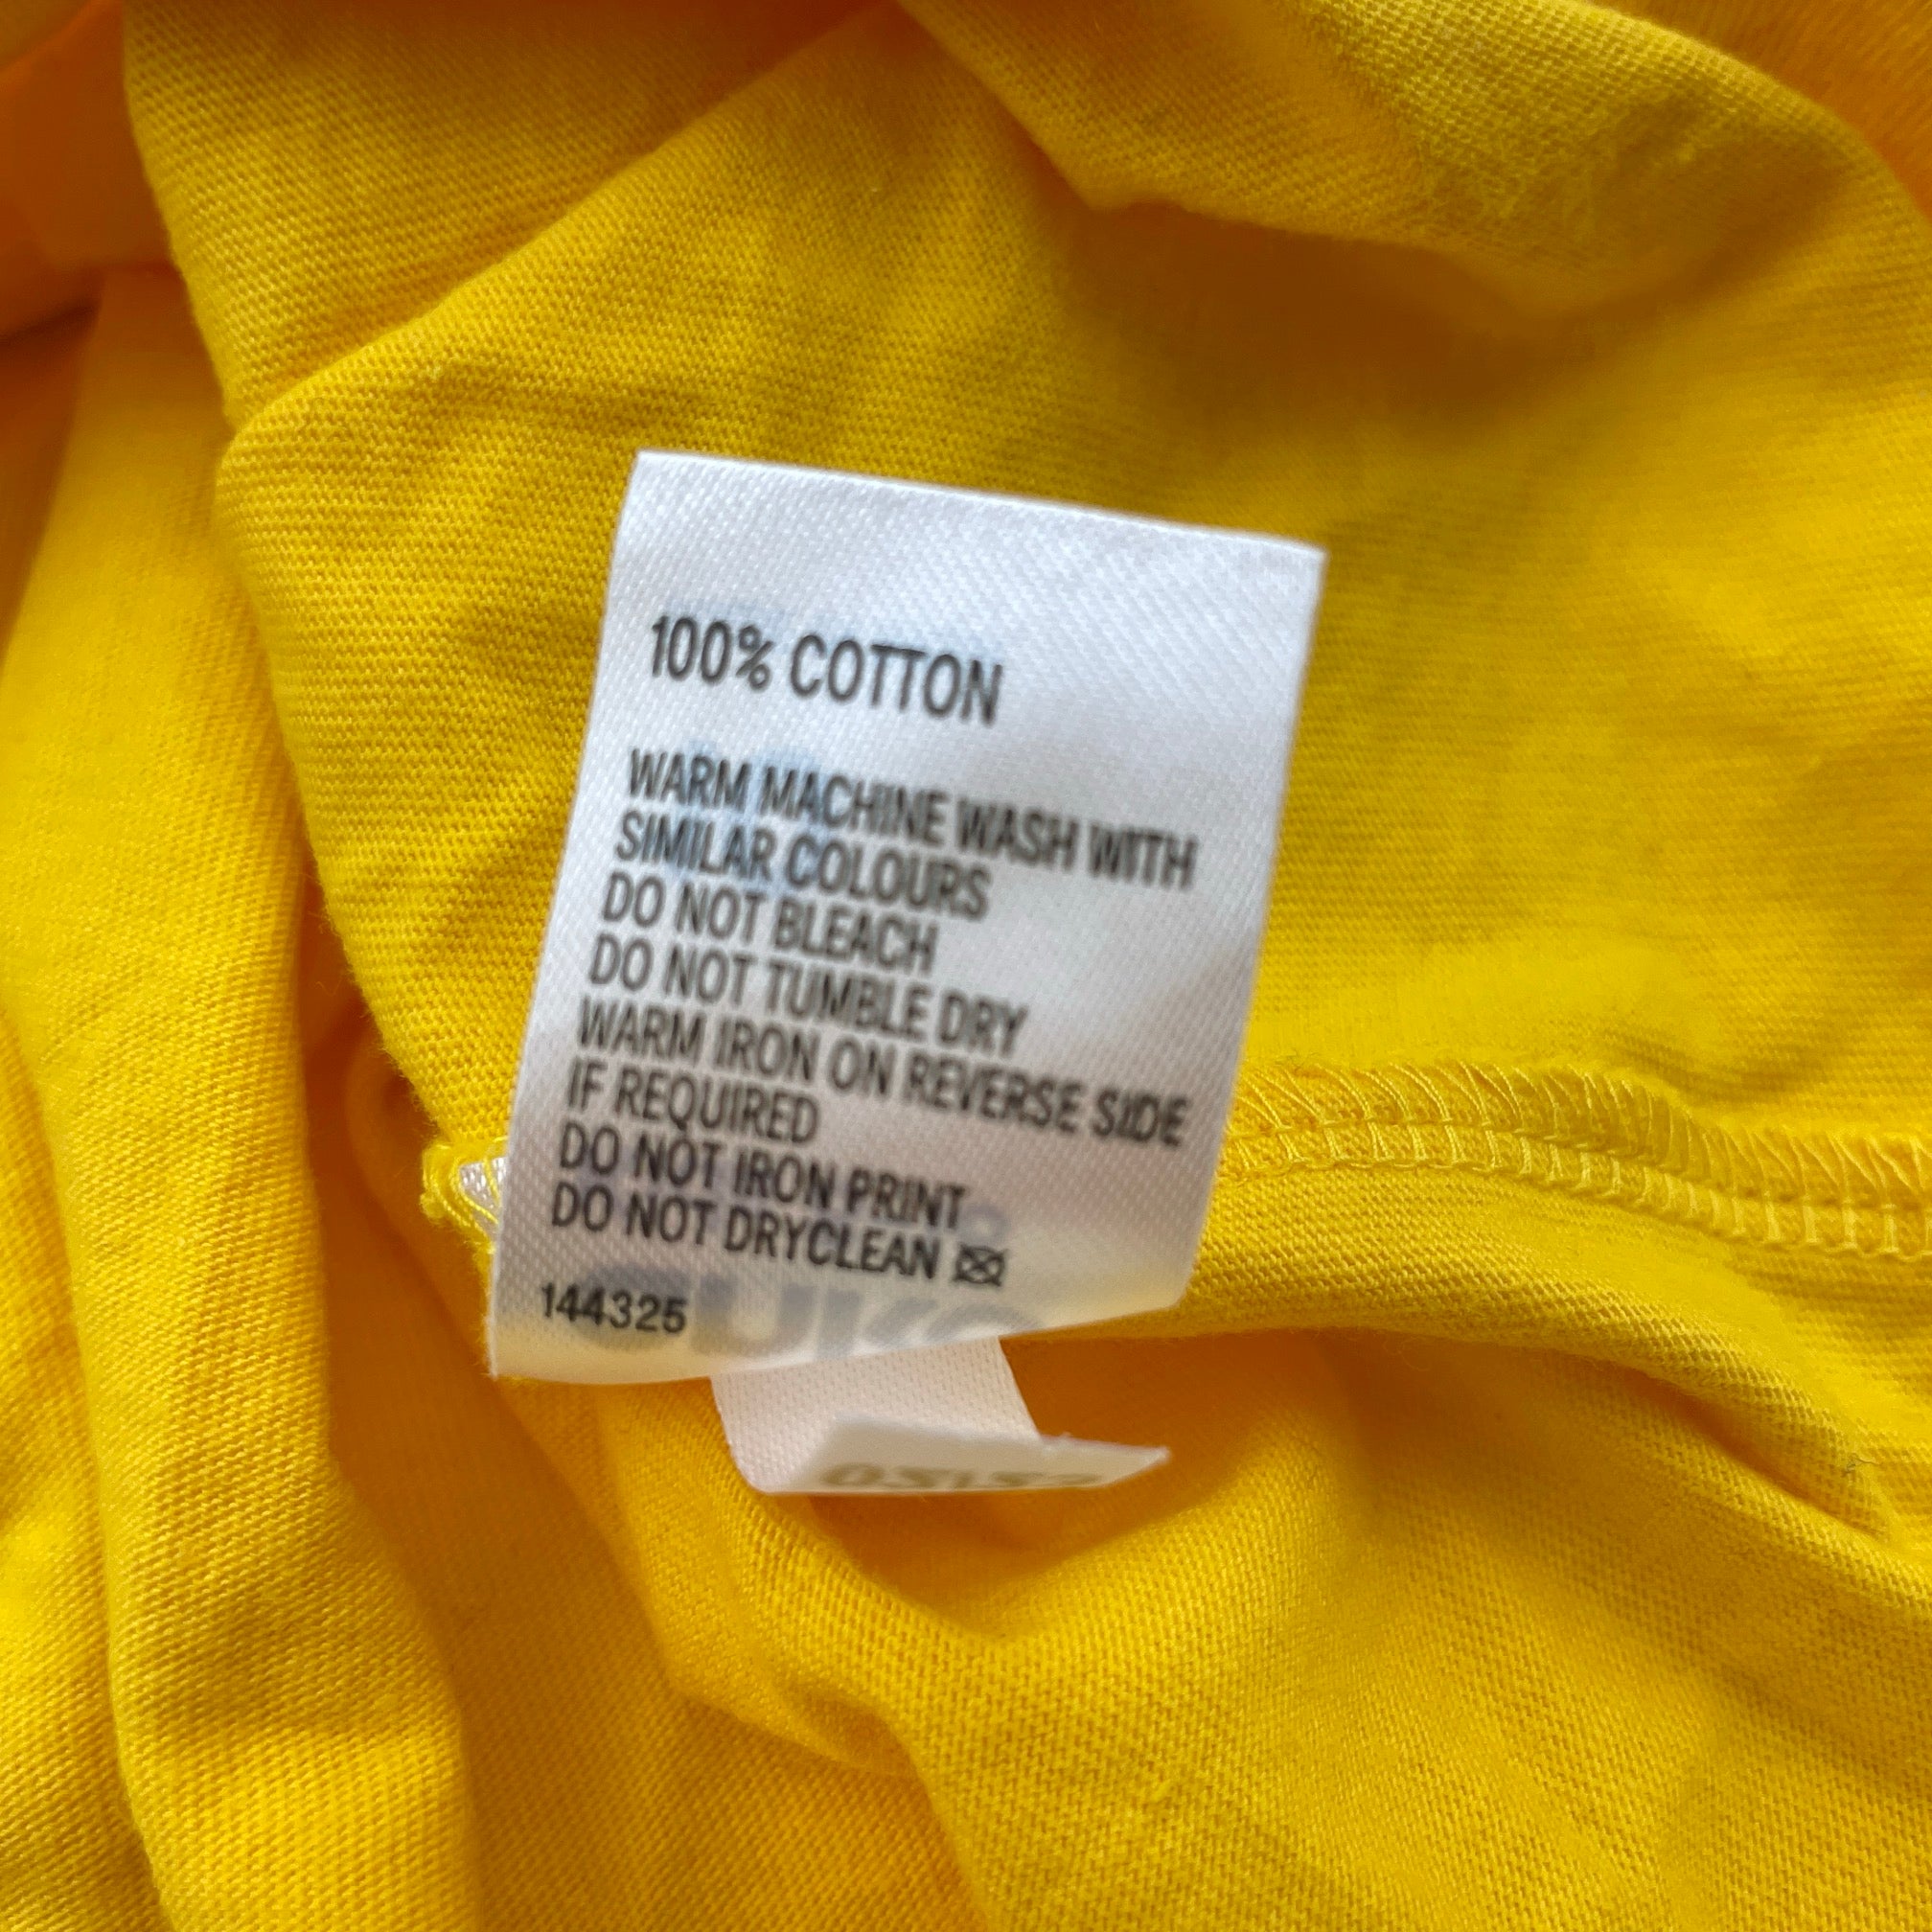 100% COTTON
WARM MACHINE WASH WITH
SIMILAR COLOURS
DO NOT BLEACH
DO NOT TUMBLE DRY
WARM IRON ON REVERSE SIDE
IF REQUIRED
DO NOT IRON PRINT
DO NOT DRYCLEAN
144325